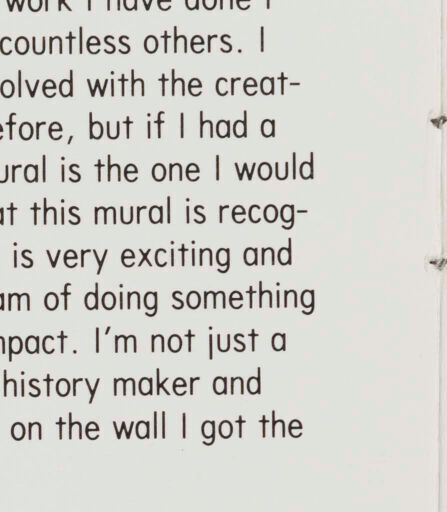 work I have done I
countless others. I
olved with the creat-
efore, but if I had a
ural is the one I would
at this mural is recog-
is very exciting and
am of doing something
npact. I'm not just a
history maker and
on the wall I got the